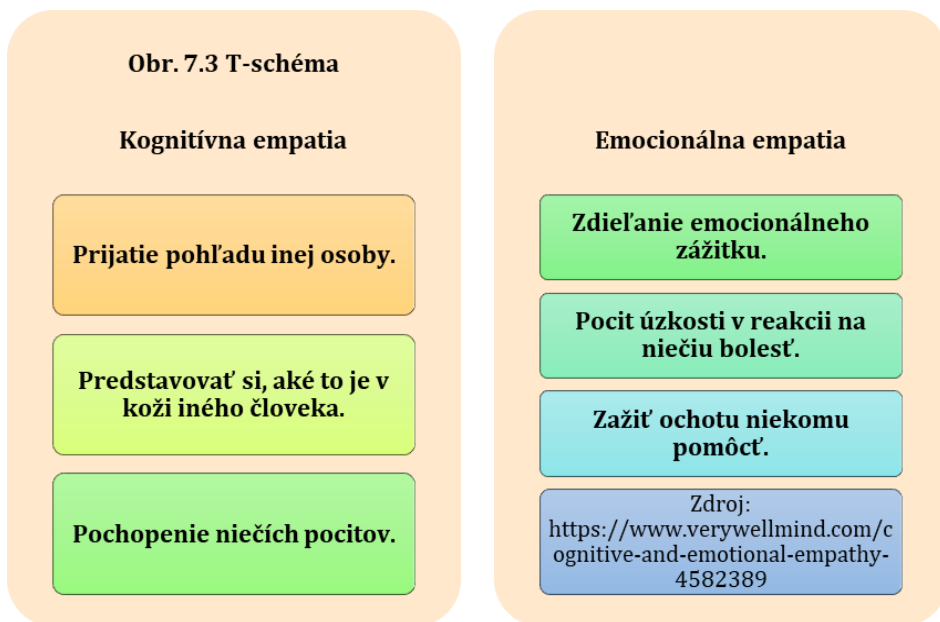 Obr. 7.3 T-schéma
Kognitívna empatia
Prijatie pohľadu inej osoby.
Predstavovať si, aké to je v
koži iného človeka.
Pochopenie niečích pocitov.
Emocionálna empatia
Zdieľanie emocionálneho
zážitku.
Pocit úzkosti v reakcii na
niečiu bolesť.
Zažiť ochotu niekomu
pomôcť.
Zdroj:
https://www.verywellmind.com/c
ognitive-and-emotional-empathy-
4582389